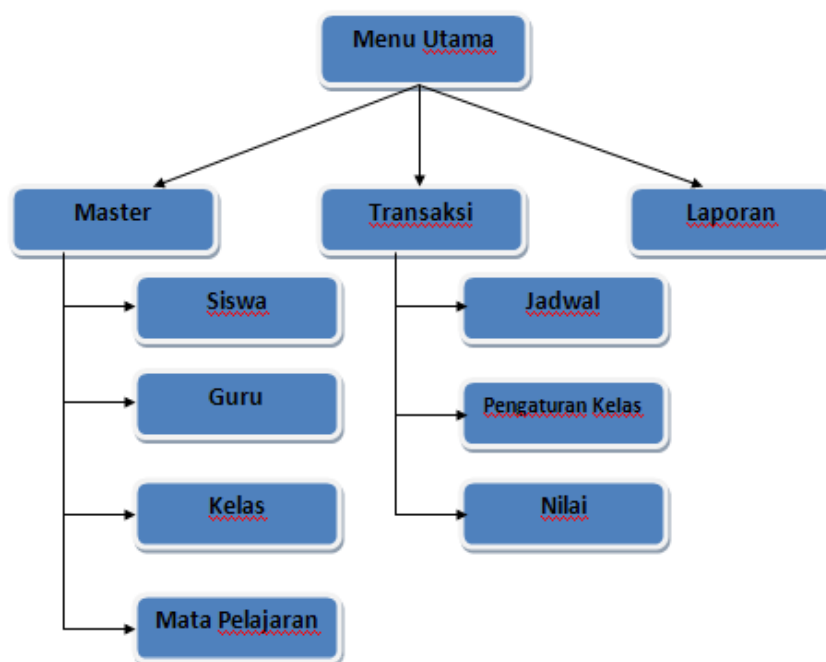 Menu Utama
Master
Transaksi
Laporan
Siswa
Jadwal
Guru
Pengaturan Kelas
Kelas
Nilai
Mata Pelajaran